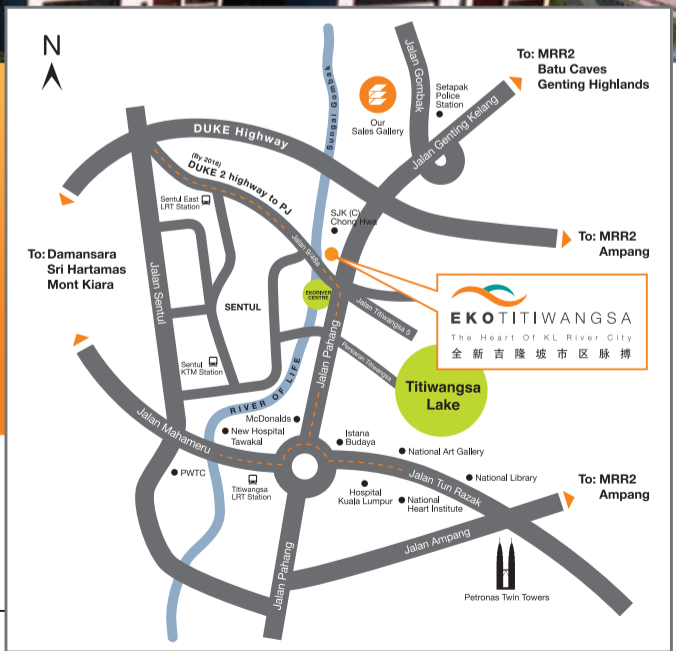 N
To: MRR2
Batu Caves
Genting Highlands
Jalan Gombak
Setapak
Police
Station
Our
Sales Gallery
Sungai Gombak
Jalan Genting Kelang
DUKE Highway
(By 2016)
DUKE 2 highway to PJ
Sentul East
LRT Station
SJK (C)
Chong Hwa
Jalan 9/48a
To: MRR2
Ampang
To: Damansara
Sri Hartamas
Mont Kiara
Jalan Sentul
SENTUL
EKORIVER
CENTRE
Jalan Titiwangsa 5
EKOTITIWANGSA
The Heart Of KL River City
全新吉隆坡市区脉搏
Jalan Pahang
Persiaran Titiwangsa
Sentul
KTM Station
Titiwangsa
Lake
RIVER OF LIFE
McDonalds
New Hospital
Tawakal
Jalan Mahameru
Istana
Budaya
National Art Gallery
PWTC
Titiwangsa
LRT Station
Hospital
Kuala Lumpur
Jalan Tun Razak
National Library
National
Heart Institute
To: MRR2
Ampang
Jalan Ampang
Jalan Pahang
Petronas Twin Towers